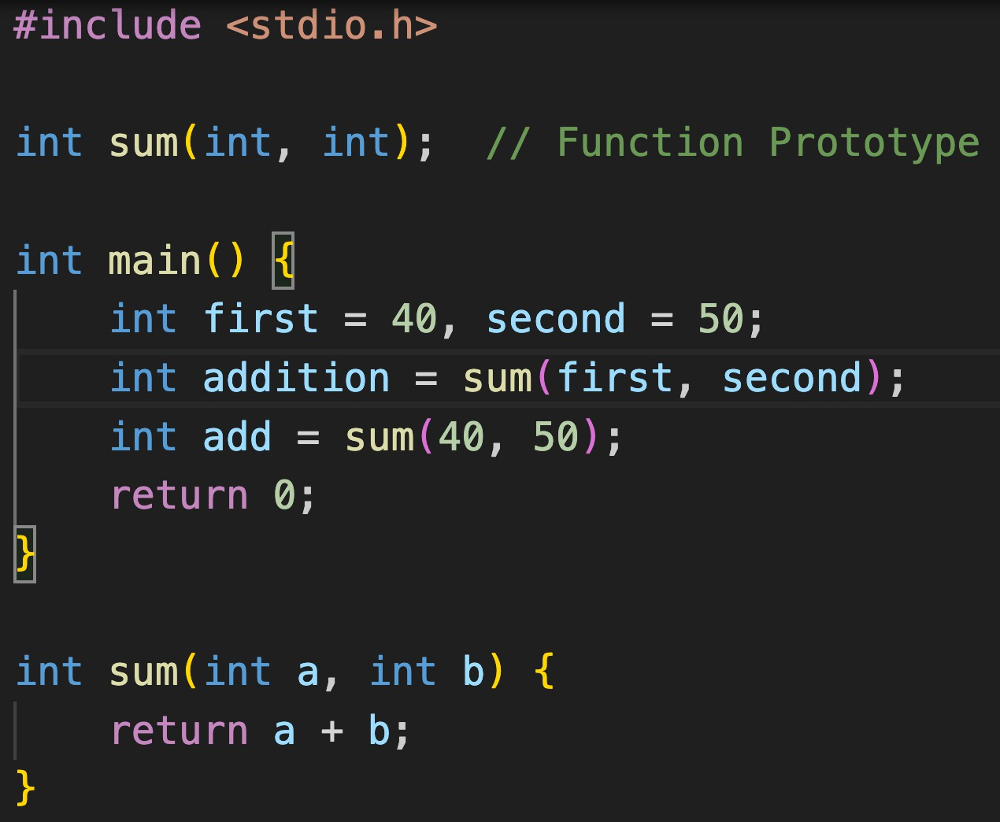 #include <stdio.h>
int sum(int, int);  // Function Prototype
int main() {
    int first = 40, second = 50;
    int addition = sum(first, second);
    int add = sum(40, 50);
    return 0;
}
int sum(int a, int b) {
    return a + b;
}